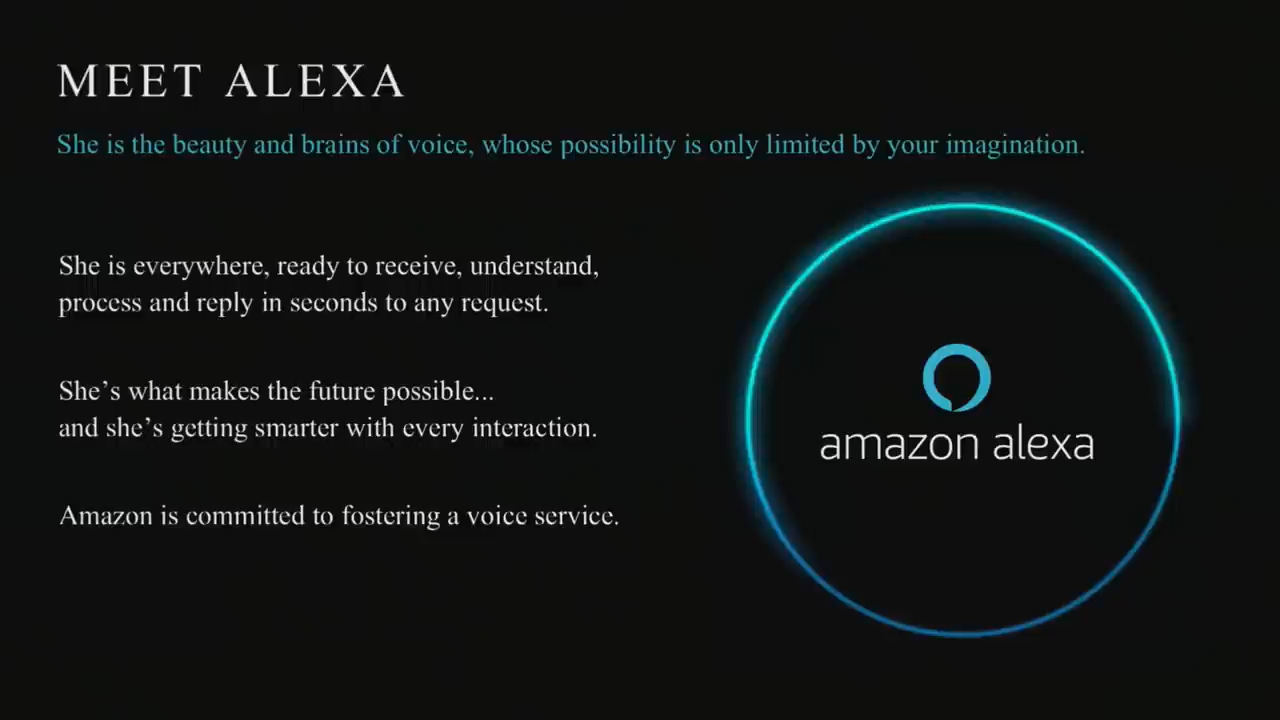 MEET ALEXA
She is the beauty and brains of voice, whose possibility is only limited by your imagination.
She is everywhere, ready to receive, understand,
process and reply in seconds to any request.
She’s what makes the future possible...
and she’s getting smarter with every interaction.
Amazon is committed to fostering a voice service.
amazon alexa